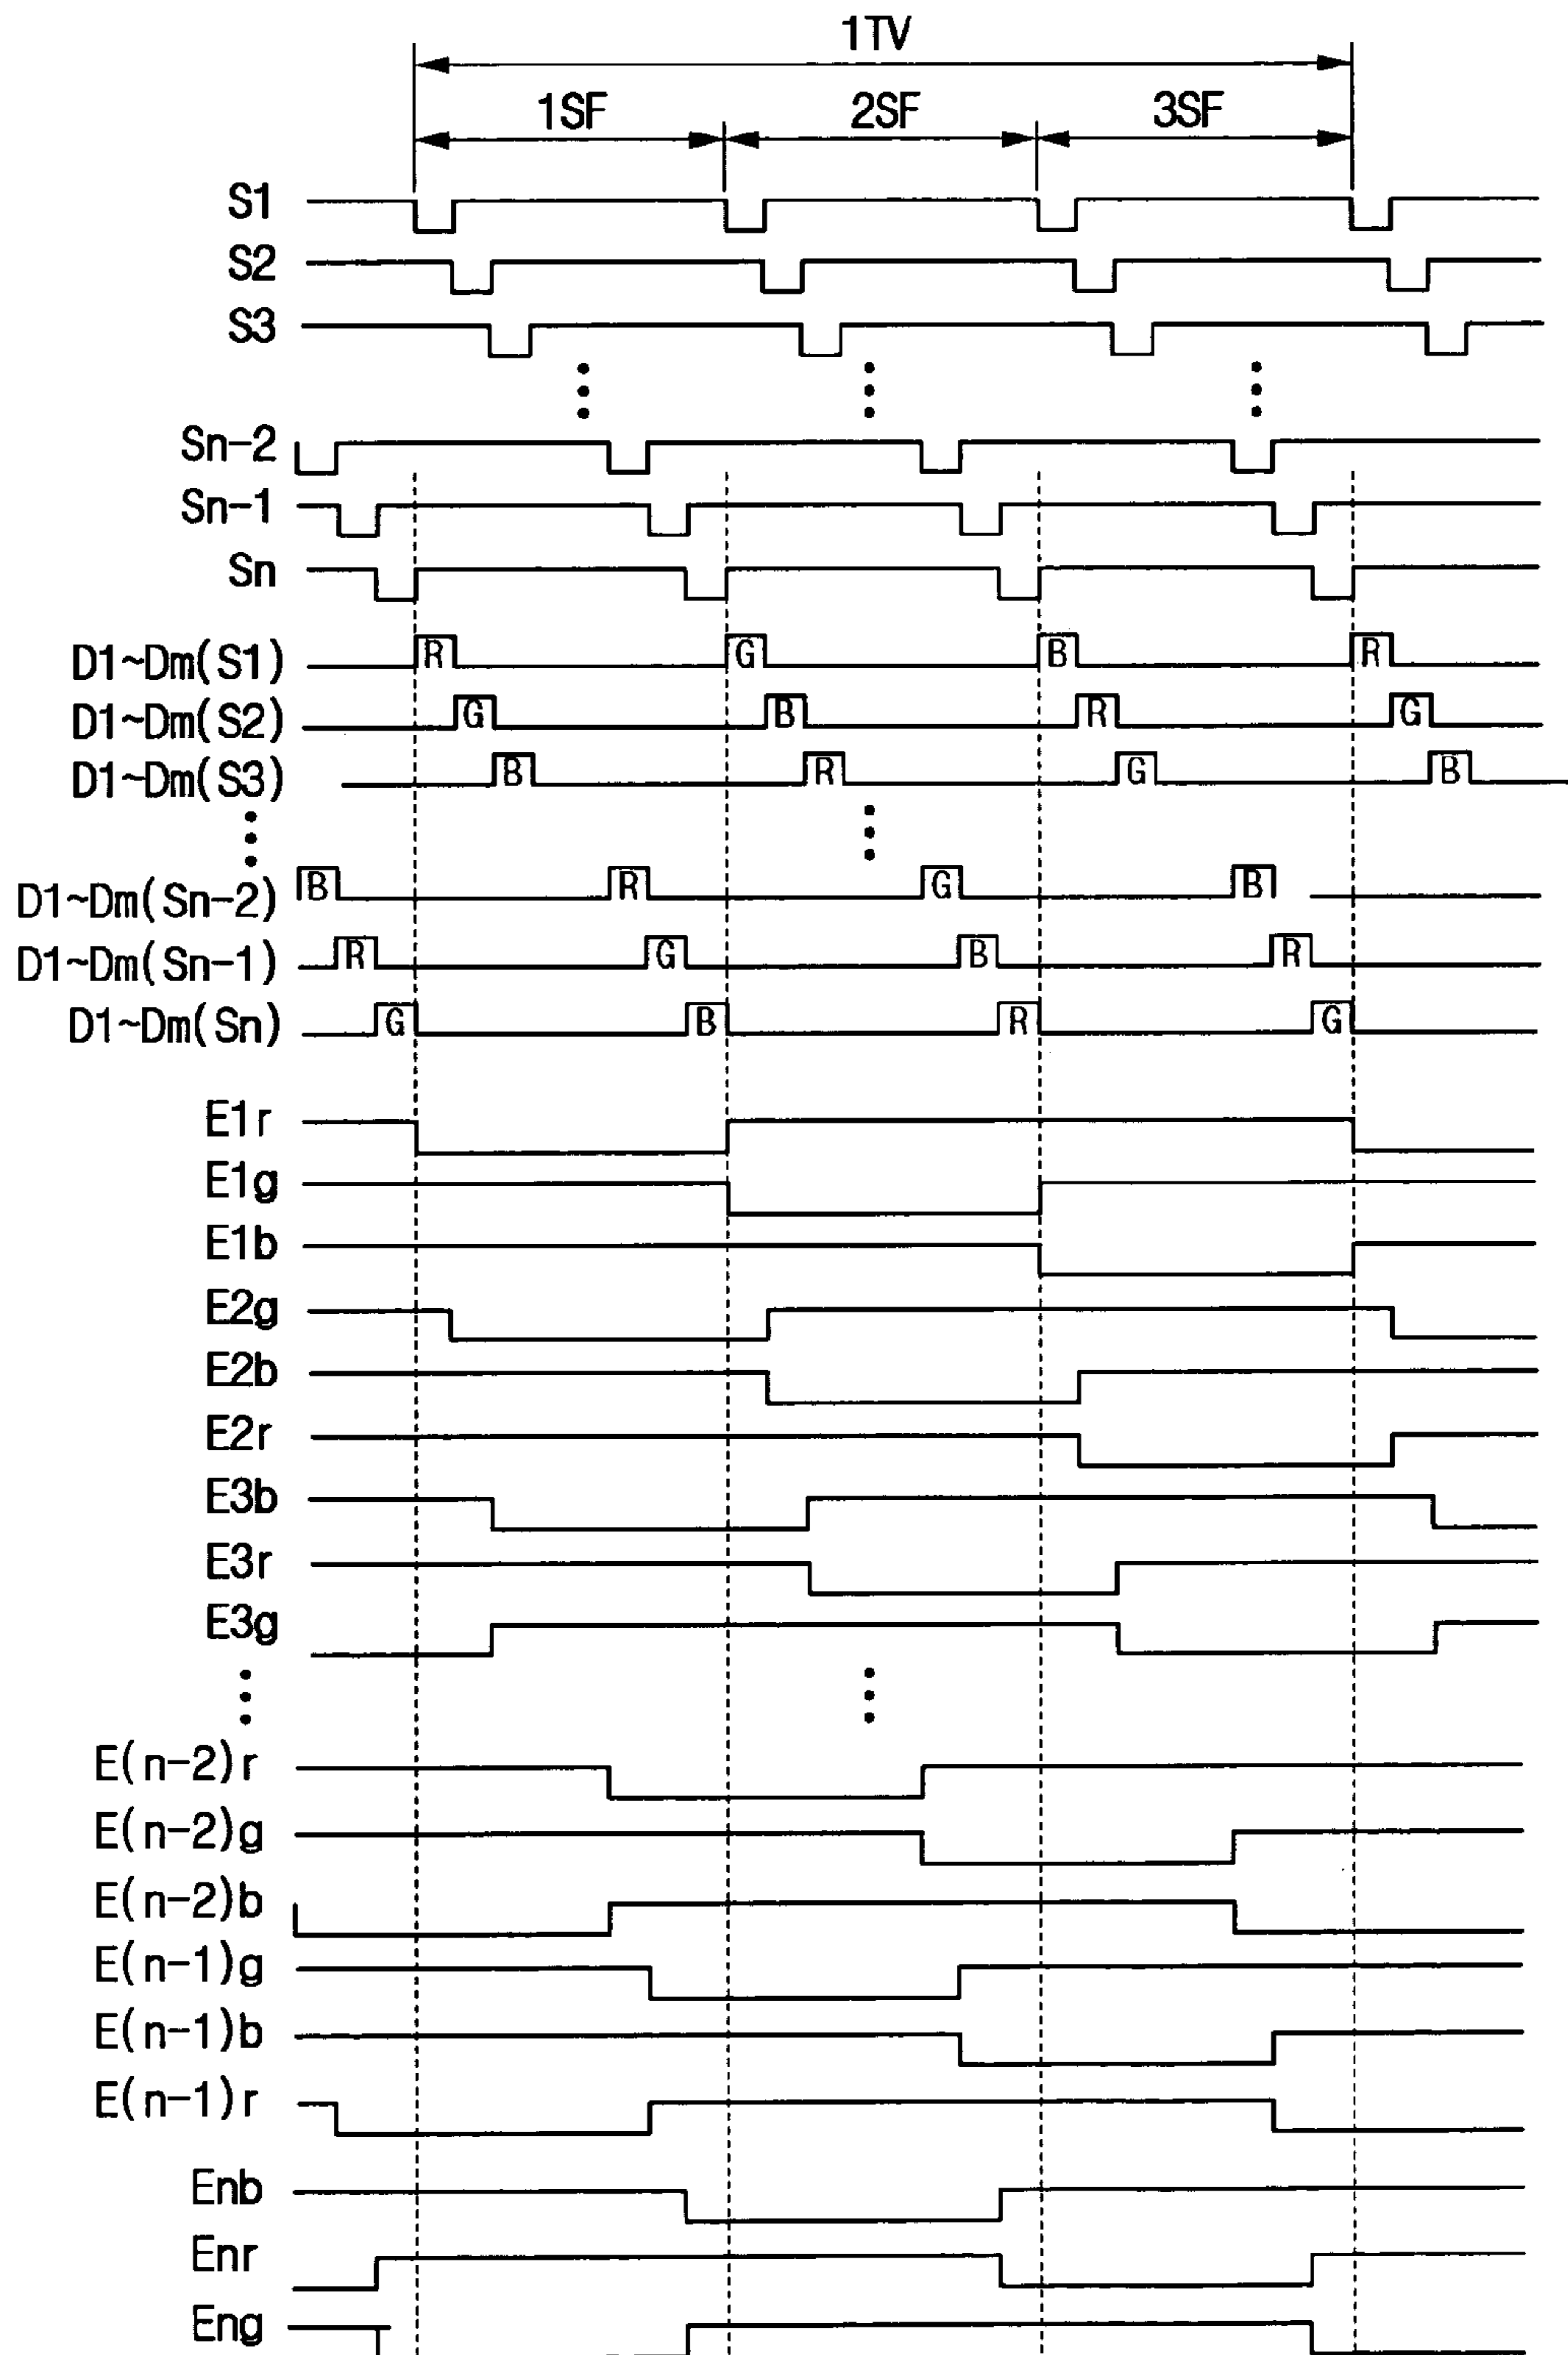 1TV
1SF 2SF 3SF
S1
S2
S3
Sn-2
Sn-1
Sn
D1~Dm(S1) R G B R
D1~Dm(S2) G B R G
D1~Dm(S3) B R G B
D1~Dm(Sn-2) B R G B
D1~Dm(Sn-1) R G B R
D1~Dm(Sn) G B R G
E1r
E1g
E1b
E2g
E2b
E2r
E3b
E3r
E3g
E(n-2)r
E(n-2)g
E(n-2)b
E(n-1)g
E(n-1)b
E(n-1)r
Enb
Enr
Eng